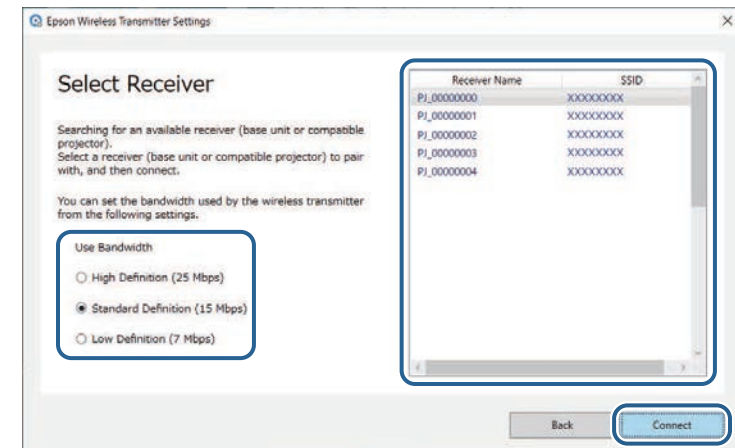 Epson Wireless Transmitter Settings
Select Receiver
Searching for an available receiver (base unit or compatible
projector).
Select a receiver (base unit or compatible projector) to pair
with, and then connect.
You can set the bandwidth used by the wireless transmitter
from the following settings.
Use Bandwidth
High Definition (25 Mbps)
Standard Definition (15 Mbps)
Low Definition (7 Mbps)
Receiver Name SSID
PJ_00000000 XXXXXXXX
PJ_00000001 XXXXXXXX
PJ_00000002 XXXXXXXX
PJ_00000003 XXXXXXXX
PJ_00000004 XXXXXXXX
Back Connect